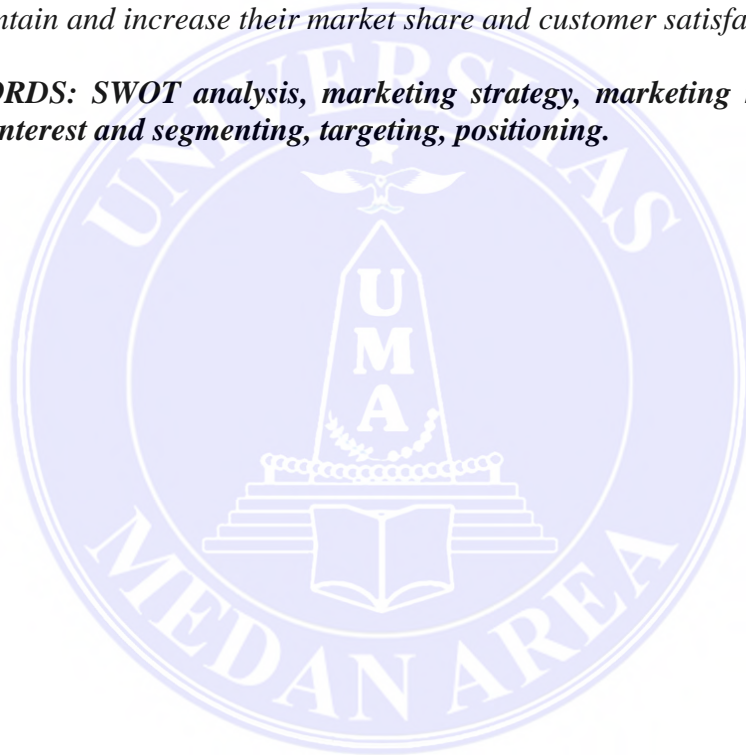 ntain and increase their market share and customer satisfa
ORDS: SWOT analysis, marketing strategy, marketing
nterest and segmenting, targeting, positioning.
UNIVERSITAS
UMA
MEDAN AREA